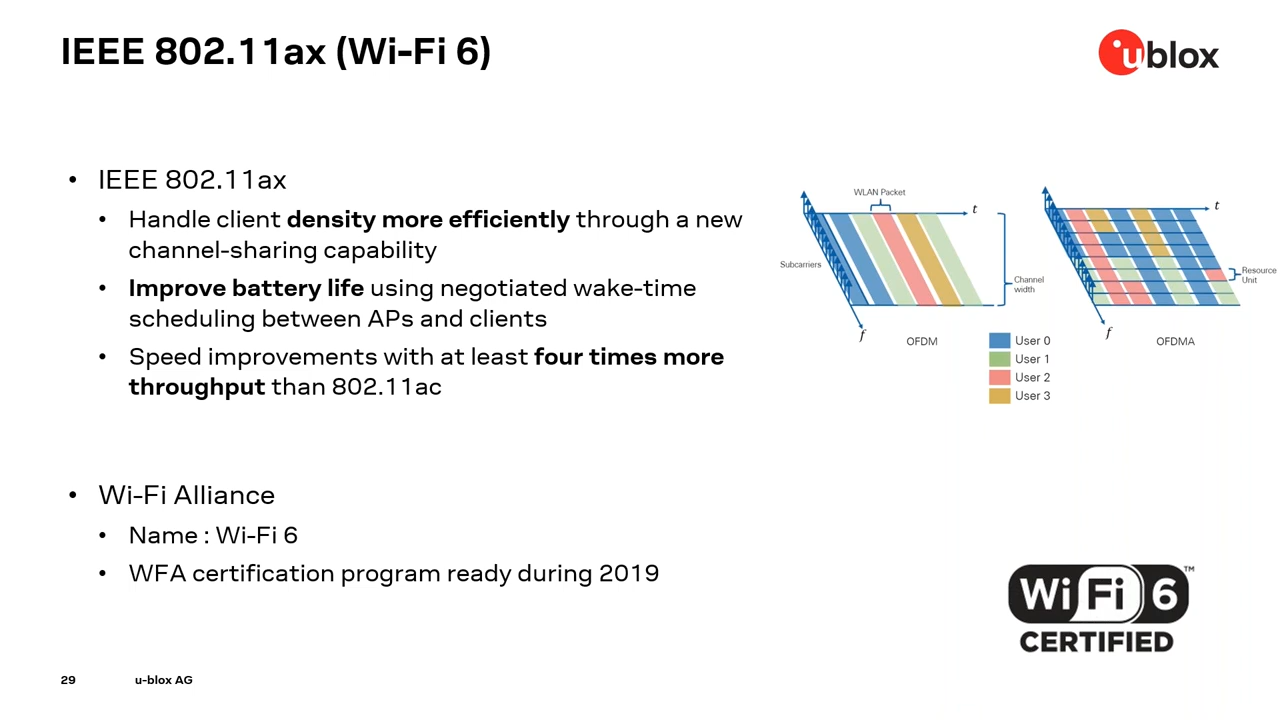 IEEE 802.11ax (Wi-Fi 6)
ublox
• IEEE 802.11ax
• Handle client density more efficiently through a new
channel-sharing capability
• Improve battery life using negotiated wake-time
scheduling between APs and clients
• Speed improvements with at least four times more
throughput than 802.11ac
WLAN Packet
t
Subcarriers
Channel
width
f
OFDM
t
Resource
Unit
f
OFDMA
User 0
User 1
User 2
User 3
• Wi-Fi Alliance
• Name : Wi-Fi 6
• WFA certification program ready during 2019
Wi Fi 6™
CERTIFIED
29
u-blox AG